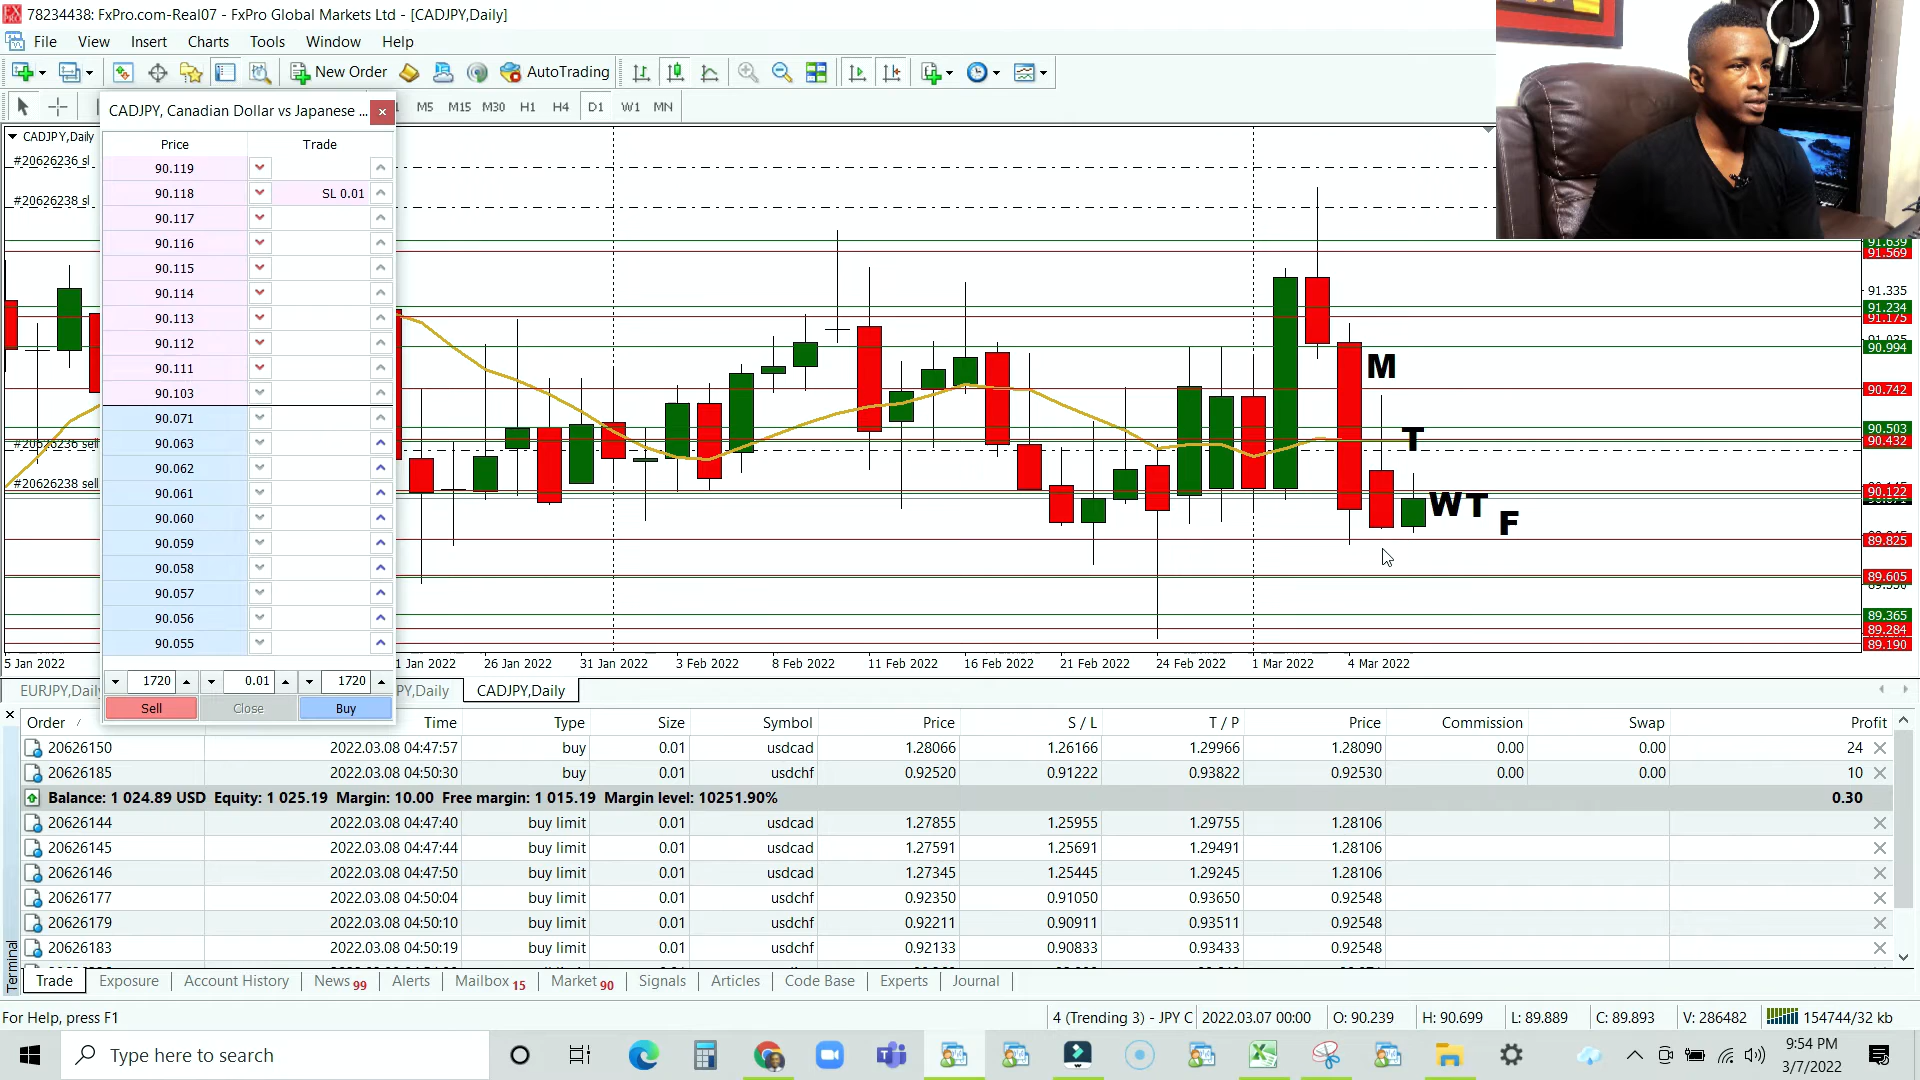 78234438: FxPro.com-Real07 - FxPro Global Markets Ltd - [CADJPY,Daily]
File View Insert Charts Tools Window Help
New Order AutoTrading
M5 M15 M30 H1 H4 D1 W1 MN
CADJPY, Canadian Dollar vs Japanese ...
Price Trade
90.119
90.118 SL 0.01
90.117
90.116
90.115
90.114
90.113
90.112
90.111
90.103
90.071
90.063
90.062
90.061
90.060
90.059
90.058
90.057
90.056
90.055
1720 0.01 1720
Sell Close Buy
CADJPY,Daily
#20626236 sl
#20626238 sl
#20626236 sell
#20626238 sell
M
T
WT
F
91.639
91.569
91.335
91.234
91.175
90.994
90.742
90.503
90.432
90.122
89.825
89.605
89.365
89.284
89.190
5 Jan 2022 1 Jan 2022 26 Jan 2022 31 Jan 2022 3 Feb 2022 8 Feb 2022 11 Feb 2022 16 Feb 2022 21 Feb 2022 24 Feb 2022 1 Mar 2022 4 Mar 2022
PY,Daily CADJPY,Daily
Order / Time Type Size Symbol Price S / L T / P Price Commission Swap Profit
20626150 2022.03.08 04:47:57 buy 0.01 usdcad 1.28066 1.26166 1.29966 1.28090 0.00 0.00 24
20626185 2022.03.08 04:50:30 buy 0.01 usdchf 0.92520 0.91222 0.93822 0.92530 0.00 0.00 10
Balance: 1 024.89 USD Equity: 1 025.19 Margin: 10.00 Free margin: 1 015.19 Margin level: 10251.90% 0.30
20626144 2022.03.08 04:47:40 buy limit 0.01 usdcad 1.27855 1.25955 1.29755 1.28106
20626145 2022.03.08 04:47:44 buy limit 0.01 usdcad 1.27591 1.25691 1.29491 1.28106
20626146 2022.03.08 04:47:50 buy limit 0.01 usdcad 1.27345 1.25445 1.29245 1.28106
20626177 2022.03.08 04:50:04 buy limit 0.01 usdchf 0.92350 0.91050 0.93650 0.92548
20626179 2022.03.08 04:50:10 buy limit 0.01 usdchf 0.92211 0.90911 0.93511 0.92548
20626183 2022.03.08 04:50:19 buy limit 0.01 usdchf 0.92133 0.90833 0.93433 0.92548
Terminal
Trade Exposure Account History News 99 Alerts Mailbox 15 Market 90 Signals Articles Code Base Experts Journal
For Help, press F1 4 (Trending 3) - JPY C 2022.03.07 00:00 O: 90.239 H: 90.699 L: 89.889 C: 89.893 V: 286482 154744/32 kb
Type here to search
9:54 PM
3/7/2022